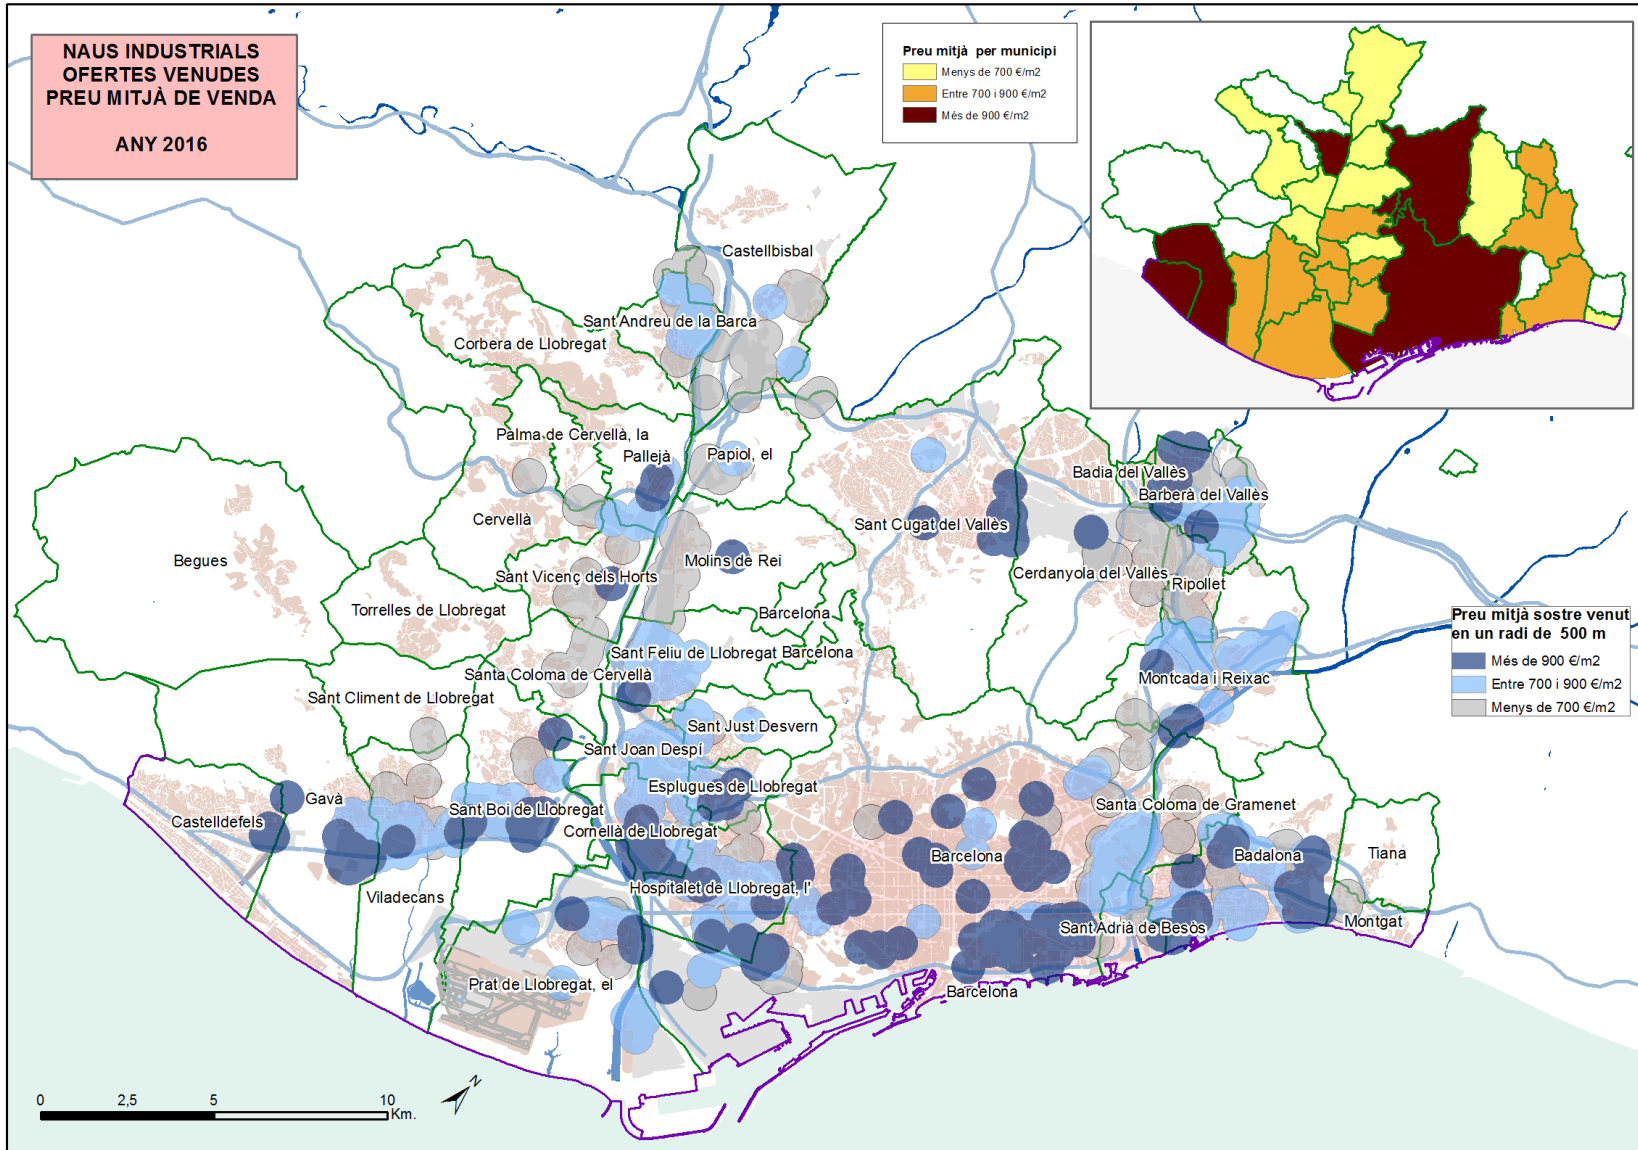 NAUS INDUSTRIALS
OFERTES VENUDES
PREU MITJÀ DE VENDA
ANY 2016
Preu mitjà per municipi
Menys de 700 €/m2
Entre 700 i 900 €/m2
Més de 900 €/m2
Castellbisbal
Sant Andreu de la Barca
Corbera de Llobregat
Palma de Cervellà, la
Pallejà
Papiol, el
Badia del Vallès
Barberà del Vallès
Cervellà
Sant Cugat del Vallès
Begues
Molins de Rei
Sant Vicenç dels Horts
Cerdanyola del Vallès
Ripollet
Torrelles de Llobregat
Barcelona
Preu mitjà sostre venut
en un radi de 500 m
Més de 900 €/m2
Entre 700 i 900 €/m2
Menys de 700 €/m2
Sant Feliu de Llobregat
Barcelona
Santa Coloma de Cervellà
Montcada i Reixac
Sant Climent de Llobregat
Sant Just Desvern
Sant Joan Despí
Esplugues de Llobregat
Gavà
Sant Boi de Llobregat
Santa Coloma de Gramenet
Castelldefels
Cornellà de Llobregat
Barcelona
Badalona
Tiana
Viladecans
Hospitalet de Llobregat, l'
Sant Adrià de Besòs
Montgat
Prat de Llobregat, el
Barcelona
N
0 2,5 5 10
Km.